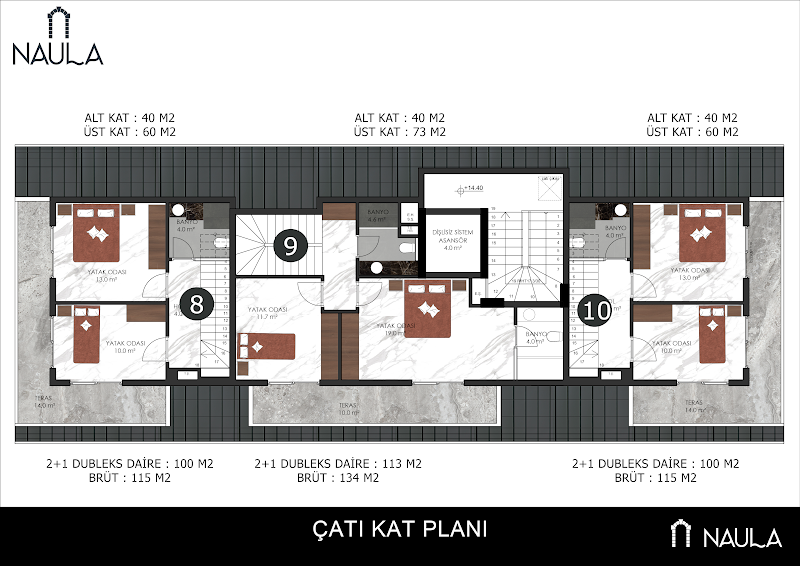 NAULA
ALT KAT : 40 M2
ÜST KAT : 60 M2
ALT KAT : 40 M2
ÜST KAT : 73 M2
ALT KAT : 40 M2
ÜST KAT : 60 M2
+14.40
BANYO
4.0 m²
BANYO
4.6 m²
DİŞLİSİZ SİSTEM
ASANSÖR
4.0 m²
BANYO
4.0 m²
9
YATAK ODASI
13.0 m²
YATAK ODASI
13.0 m²
8
10
YATAK ODASI
11.7 m²
YATAK ODASI
19.0 m²
BANYO
4.0 m²
YATAK ODASI
10.0 m²
YATAK ODASI
10.0 m²
TERAS
14.0 m²
TERAS
10.0 m²
TERAS
14.0 m²
2+1 DUBLEKS DAİRE : 100 M2
BRÜT : 115 M2
2+1 DUBLEKS DAİRE : 113 M2
BRÜT : 134 M2
2+1 DUBLEKS DAİRE : 100 M2
BRÜT : 115 M2
ÇATI KAT PLANI
NAULA